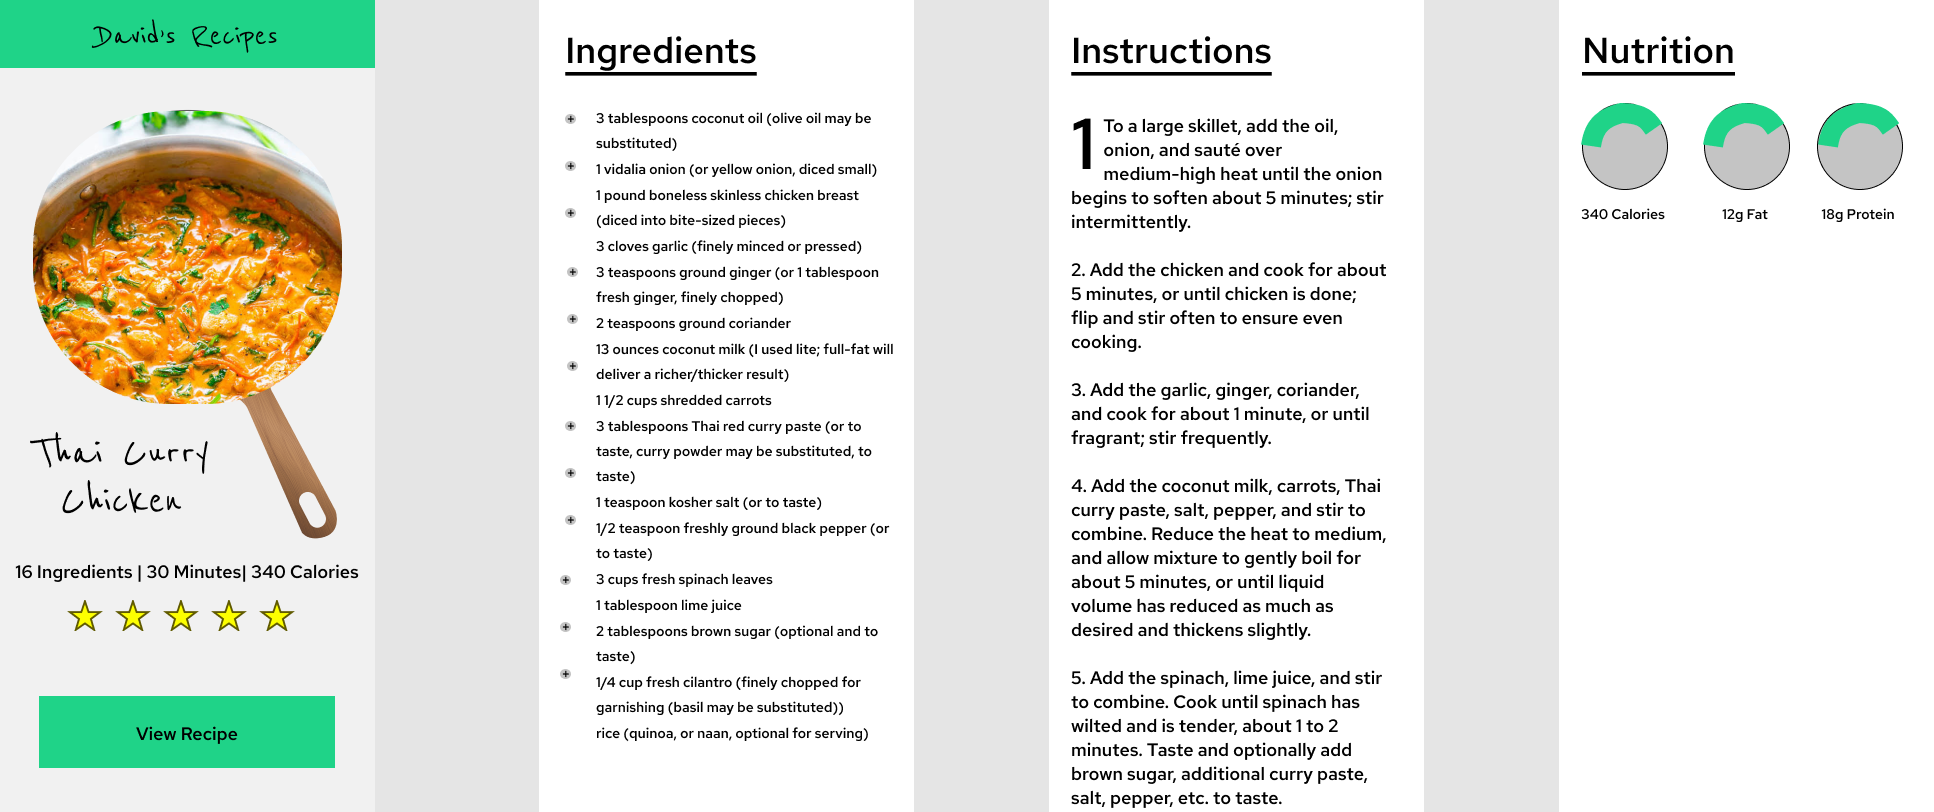 David's Recipes
Thai Curry
Chicken
16 Ingredients | 30 Minutes| 340 Calories
View Recipe
Ingredients
3 tablespoons coconut oil (olive oil may be
substituted)
1 vidalia onion (or yellow onion, diced small)
1 pound boneless skinless chicken breast
(diced into bite-sized pieces)
3 cloves garlic (finely minced or pressed)
3 teaspoons ground ginger (or 1 tablespoon
fresh ginger, finely chopped)
2 teaspoons ground coriander
13 ounces coconut milk (I used lite; full-fat will
deliver a richer/thicker result)
1 1/2 cups shredded carrots
3 tablespoons Thai red curry paste (or to
taste, curry powder may be substituted, to
taste)
1 teaspoon kosher salt (or to taste)
1/2 teaspoon freshly ground black pepper (or
to taste)
3 cups fresh spinach leaves
1 tablespoon lime juice
2 tablespoons brown sugar (optional and to
taste)
1/4 cup fresh cilantro (finely chopped for
garnishing (basil may be substituted))
rice (quinoa, or naan, optional for serving)
Instructions
1 To a large skillet, add the oil,
onion, and sauté over
medium-high heat until the onion
begins to soften about 5 minutes; stir
intermittently.
2. Add the chicken and cook for about
5 minutes, or until chicken is done;
flip and stir often to ensure even
cooking.
3. Add the garlic, ginger, coriander,
and cook for about 1 minute, or until
fragrant; stir frequently.
4. Add the coconut milk, carrots, Thai
curry paste, salt, pepper, and stir to
combine. Reduce the heat to medium,
and allow mixture to gently boil for
about 5 minutes, or until liquid
volume has reduced as much as
desired and thickens slightly.
5. Add the spinach, lime juice, and stir
to combine. Cook until spinach has
wilted and is tender, about 1 to 2
minutes. Taste and optionally add
brown sugar, additional curry paste,
salt, pepper, etc. to taste.
Nutrition
340 Calories
12g Fat
18g Protein